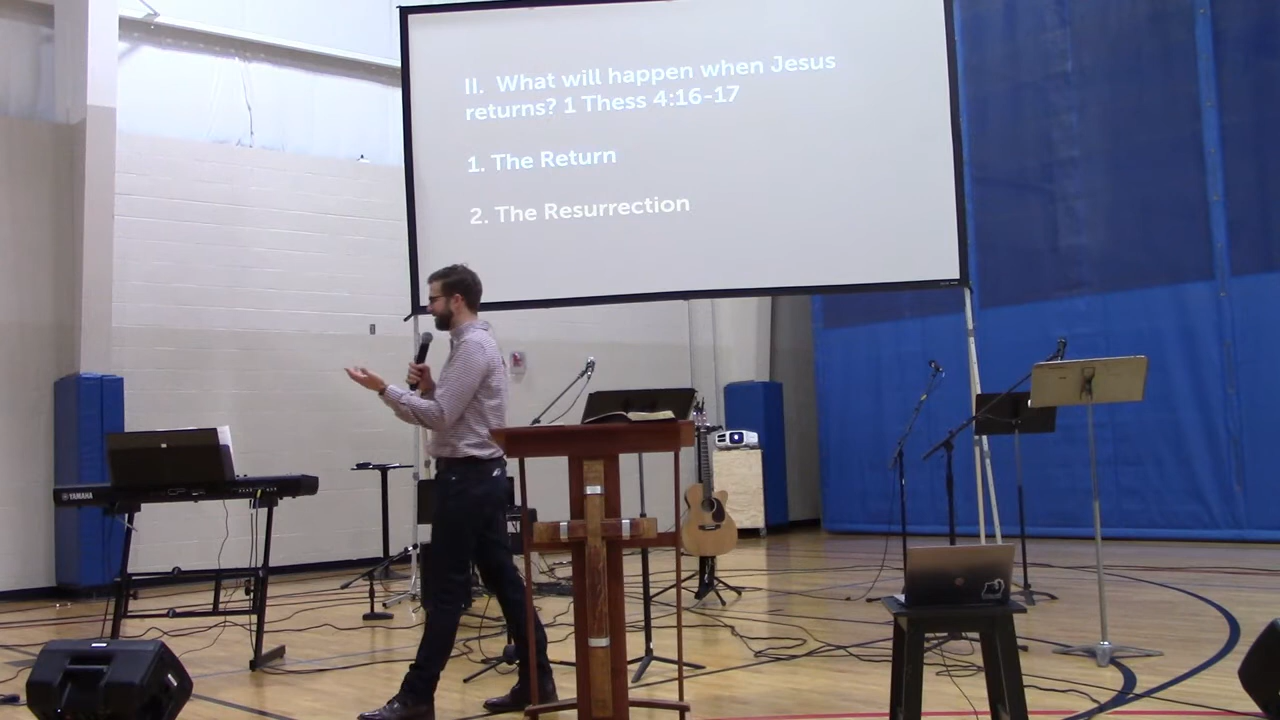 II. What will happen when Jesus
returns? 1 Thess 4:16-17
1. The Return
2. The Resurrection
YAMAHA